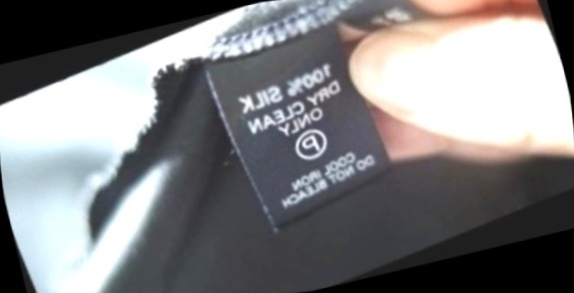 100% SILK
DRY CLEAN
ONLY
P
COOL IRON
DO NOT BLEACH